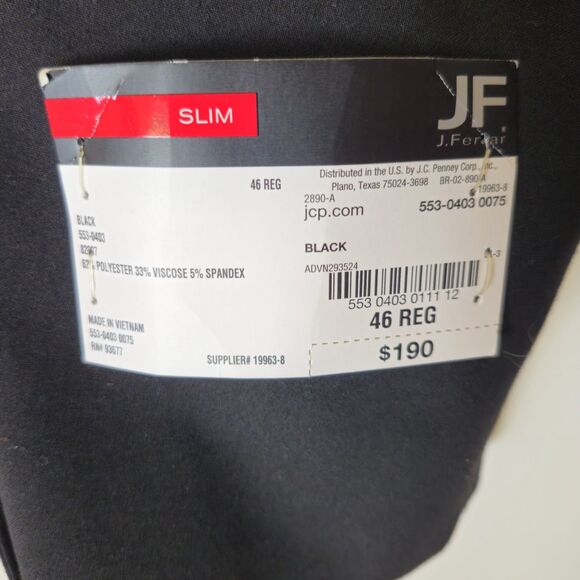 SLIM
JF.
J.Ferrar
46 REG
BLACK
553-0403
62% POLYESTER 33% VISCOSE 5% SPANDEX
MADE IN VIETNAM
553-0403 0075
RN# 93677
SUPPLIER# 19963-8
Distributed in the U.S. by J.C. Penney Corp., Inc.,
Plano, Texas 75024-3698 BR-02-890-A
2890-A 19963-8
jcp.com 553-0403 0075
BLACK
ADVN293524
553 0403 0111 12
46 REG
$190